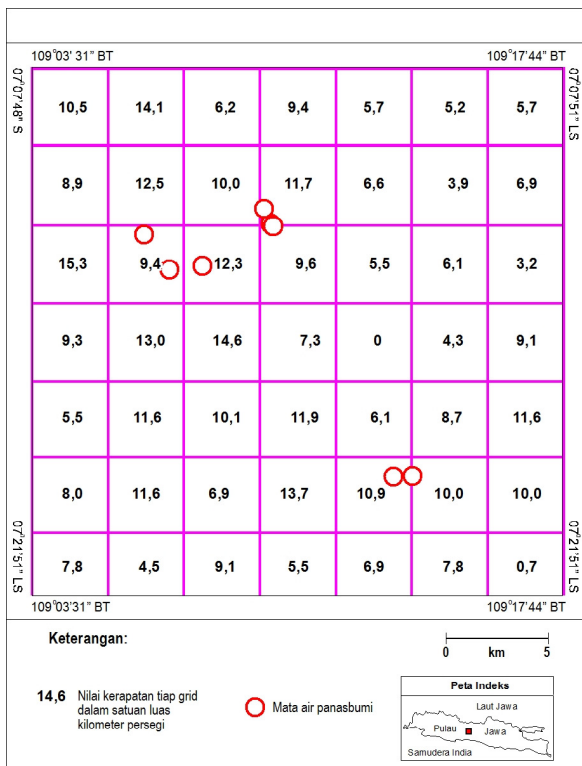 109°03' 31" BT 109°17'44" BT
07°07'48" S
07°07'51" LS
10,5 14,1 6,2 9,4 5,7 5,2 5,7
8,9 12,5 10,0 11,7 6,6 3,9 6,9
15,3 9,4 12,3 9,6 5,5 6,1 3,2
9,3 13,0 14,6 7,3 0 4,3 9,1
5,5 11,6 10,1 11,9 6,1 8,7 11,6
8,0 11,6 6,9 13,7 10,9 10,0 10,0
7,8 4,5 9,1 5,5 6,9 7,8 0,7
07°21'51" LS
07°21'51" LS
109°03'31" BT 109°17'44" BT
Keterangan:
0 km 5
14,6 Nilai kerapatan tiap grid
dalam satuan luas
kilometer persegi
Mata air panasbumi
Peta Indeks
Laut Jawa
Pulau Jawa
Samudera India